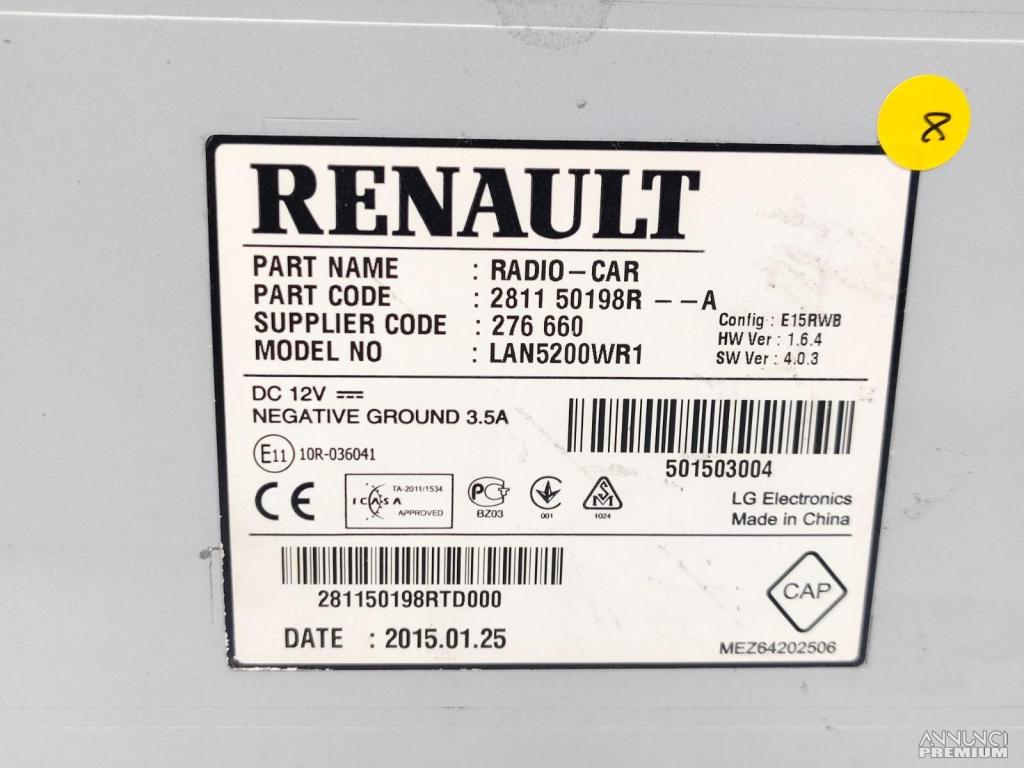 8
RENAULT
PART NAME : RADIO-CAR
PART CODE : 2811 50198R --A
SUPPLIER CODE : 276 660
MODEL NO : LAN5200WR1
Config : E15RWB
HW Ver : 1.6.4
SW Ver : 4.0.3
DC 12V
NEGATIVE GROUND 3.5A
E11 10R-036041
501503004
CE
TA-2011/1534
ICASA
APPROVED
PCT
BZ03
001
SM
1024
LG Electronics
Made in China
281150198RTD000
CAP
DATE : 2015.01.25
MEZ64202506
ANNUNCI
PREMIUM